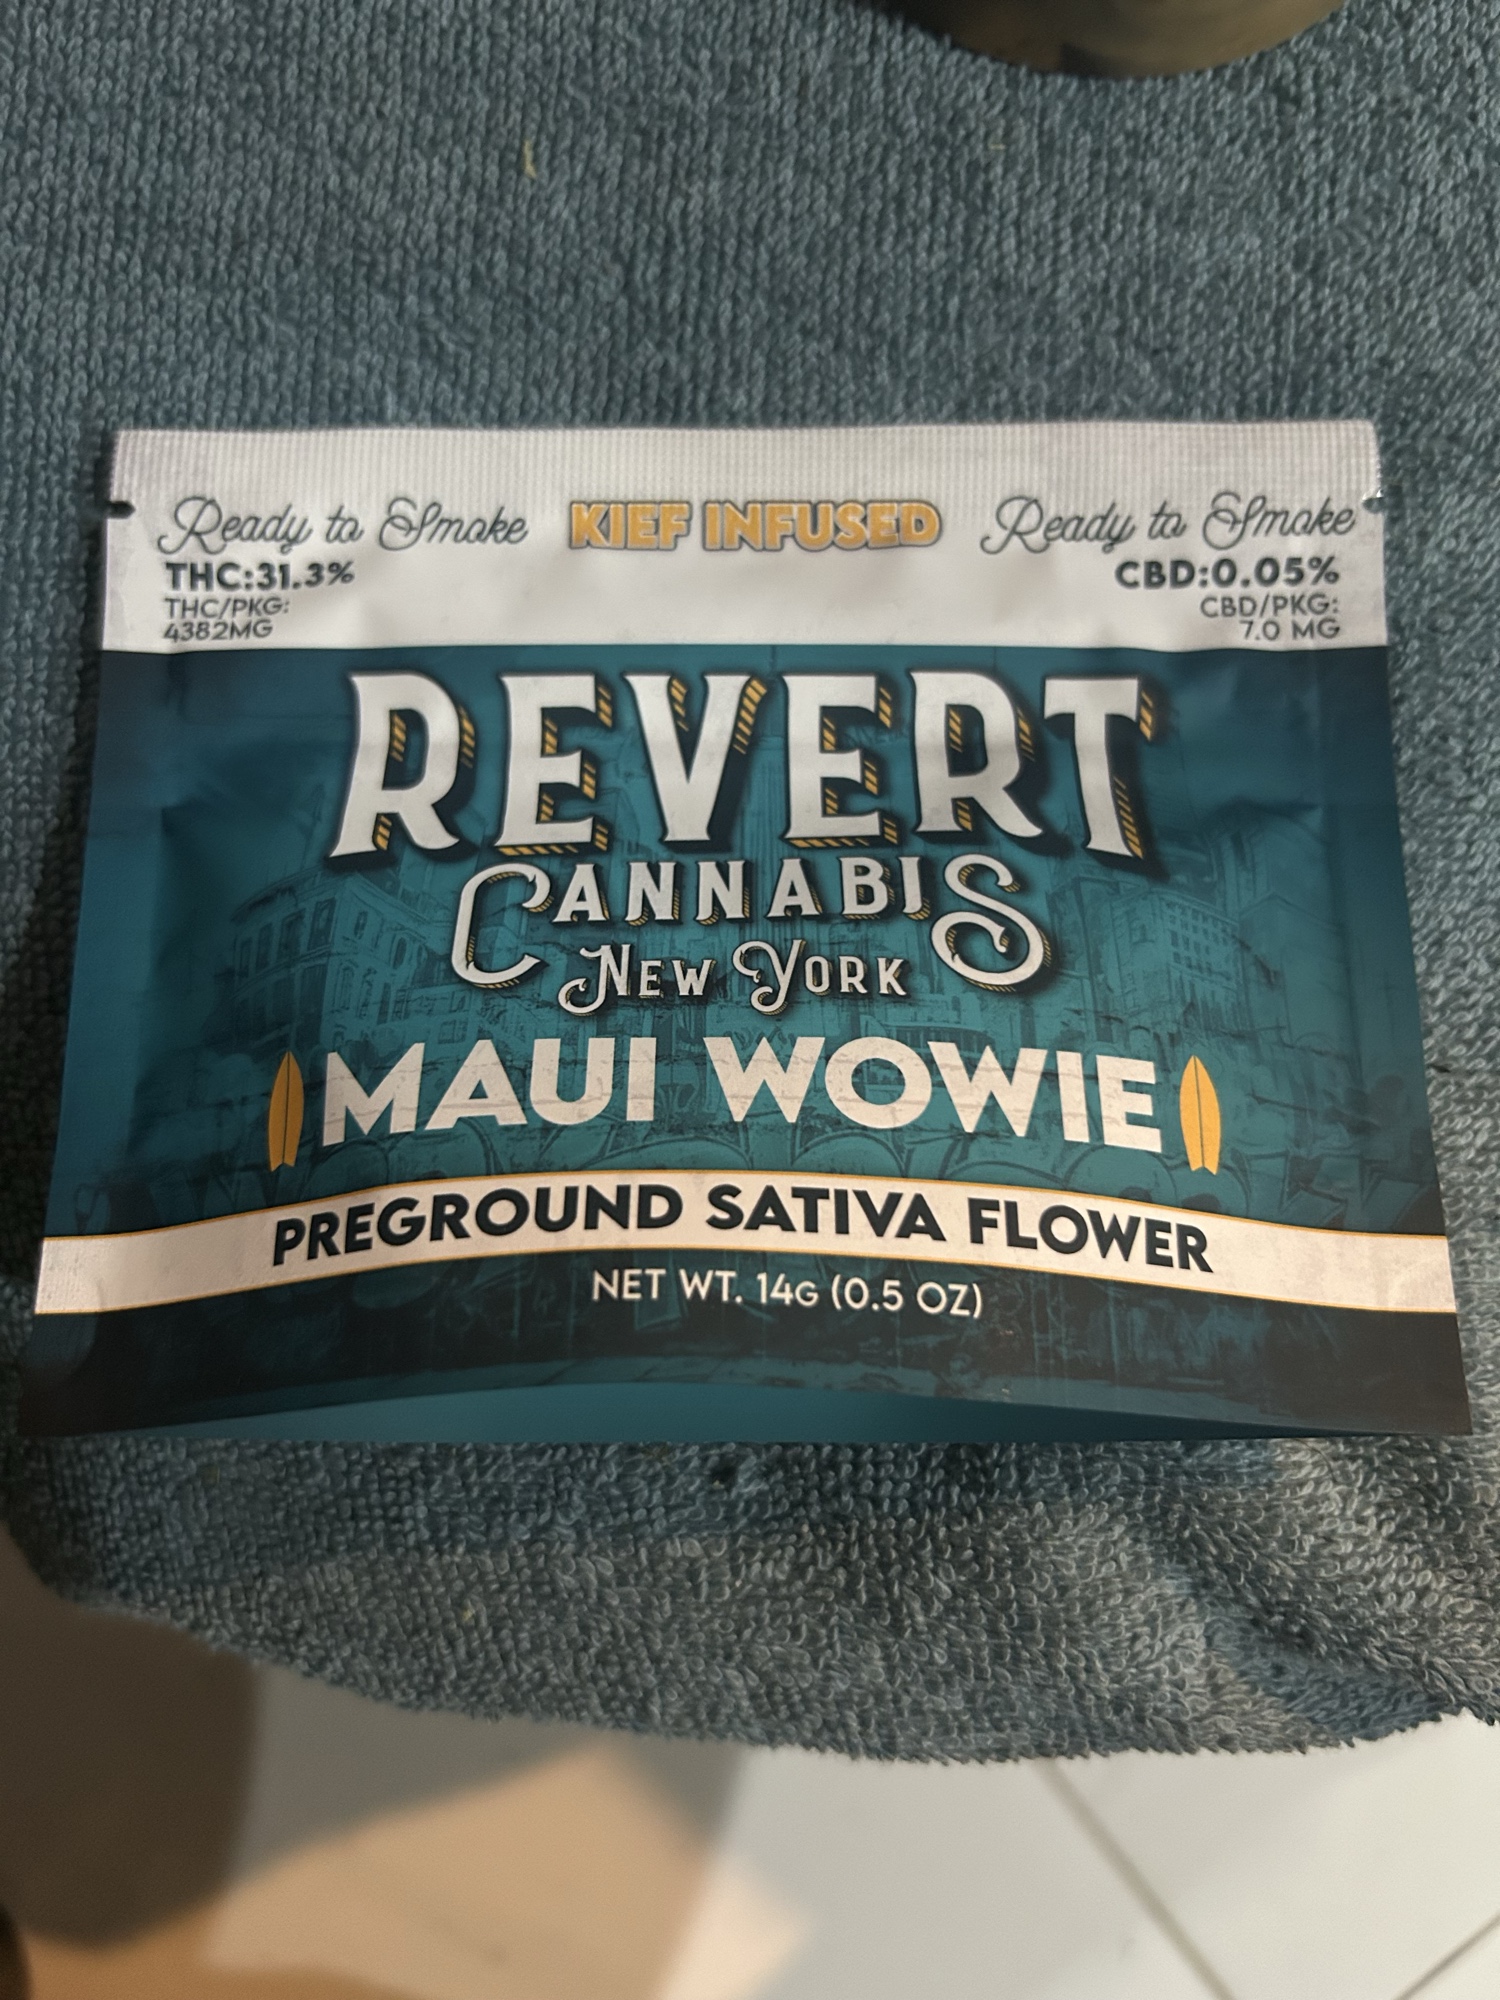 Ready to Smoke KIEF INFUSED Ready to Smoke
THC:31.3% CBD:0.05%
THC/PKG: CBD/PKG:
4382MG 7.0 MG
REVERT
CANNABIS
NEW YORK
MAUI WOWIE
PREGROUND SATIVA FLOWER
NET WT. 14G (0.5 OZ)